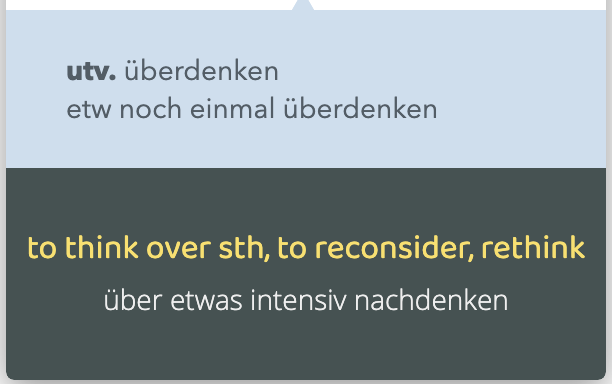 utv. überdenken
etw noch einmal überdenken
to think over sth, to reconsider, rethink
über etwas intensiv nachdenken